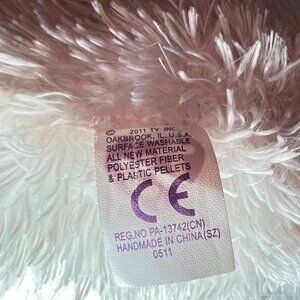 © 2011 TY INC.
OAKBROOK, IL. U.S.A
SURFACE WASHABLE
ALL NEW MATERIAL
POLYESTER FIBER
& PLASTIC PELLETS
CE
REG.NO PA-13742(CN)
HANDMADE IN CHINA(SZ)
0511